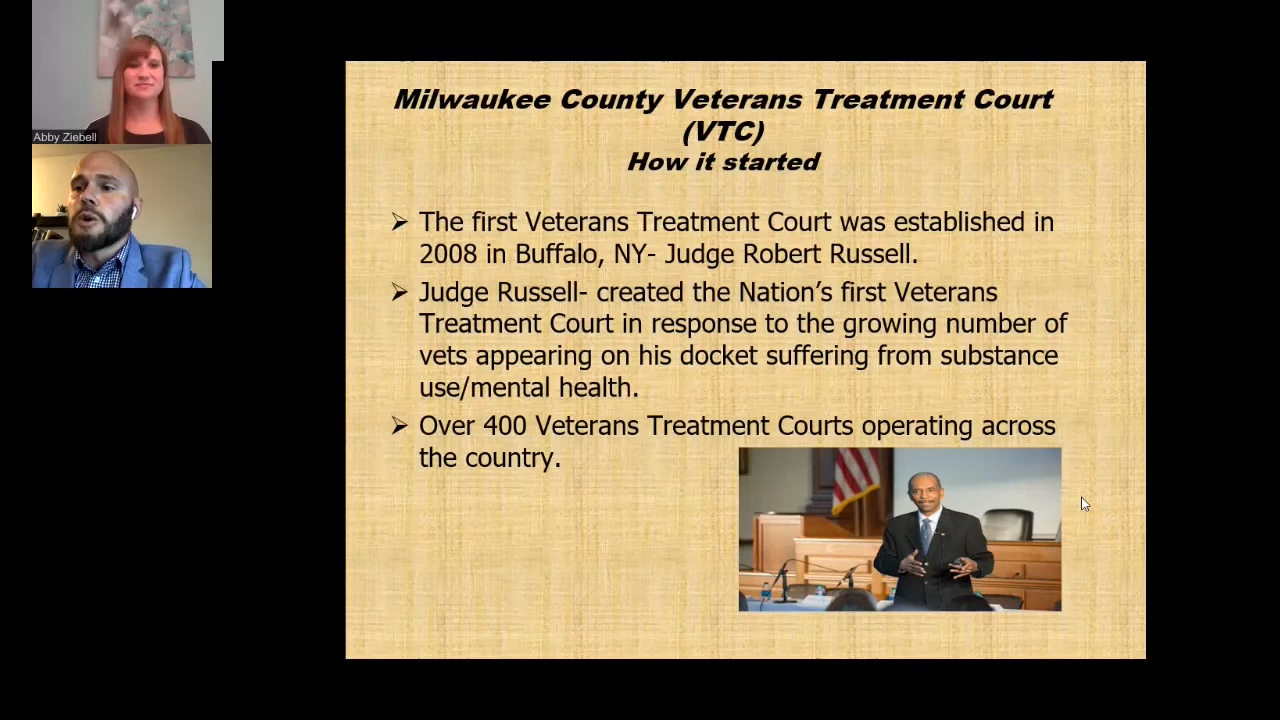 Abby Ziebell
Milwaukee County Veterans Treatment Court
(VTC)
How it started
➢ The first Veterans Treatment Court was established in
2008 in Buffalo, NY- Judge Robert Russell.
➢ Judge Russell- created the Nation’s first Veterans
Treatment Court in response to the growing number of
vets appearing on his docket suffering from substance
use/mental health.
➢ Over 400 Veterans Treatment Courts operating across
the country.